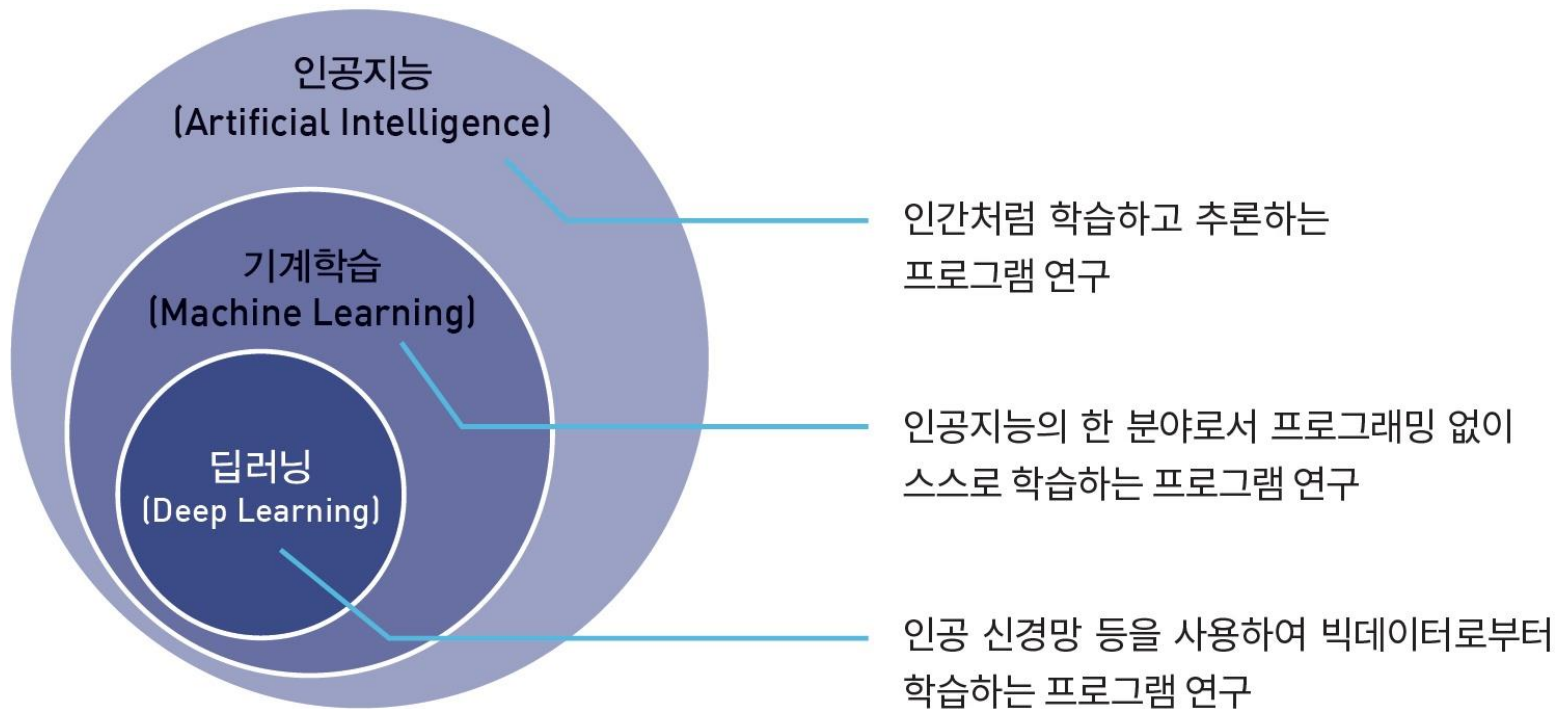 인공지능
(Artificial Intelligence)
기계학습
(Machine Learning)
딥러닝
(Deep Learning)
인간처럼 학습하고 추론하는
프로그램 연구
인공지능의 한 분야로서 프로그래밍 없이
스스로 학습하는 프로그램 연구
인공 신경망 등을 사용하여 빅데이터로부터
학습하는 프로그램 연구